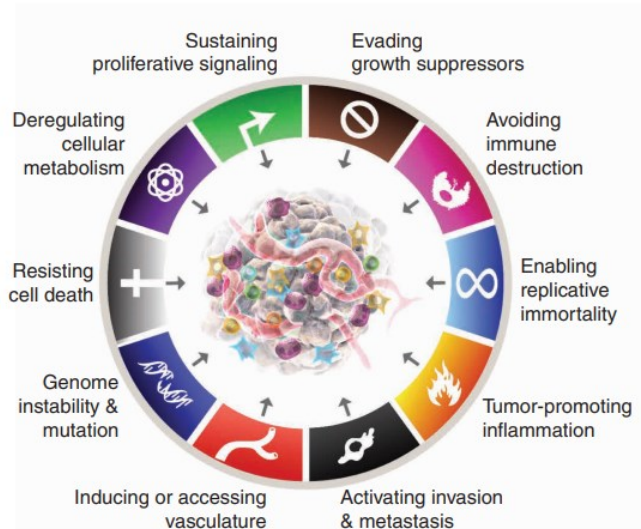 Sustaining
proliferative signaling
Evading
growth suppressors
Deregulating
cellular
metabolism
Avoiding
immune
destruction
Resisting
cell death
Enabling
replicative
immortality
Genome
instability &
mutation
Tumor-promoting
inflammation
Inducing or accessing
vasculature
Activating invasion
& metastasis